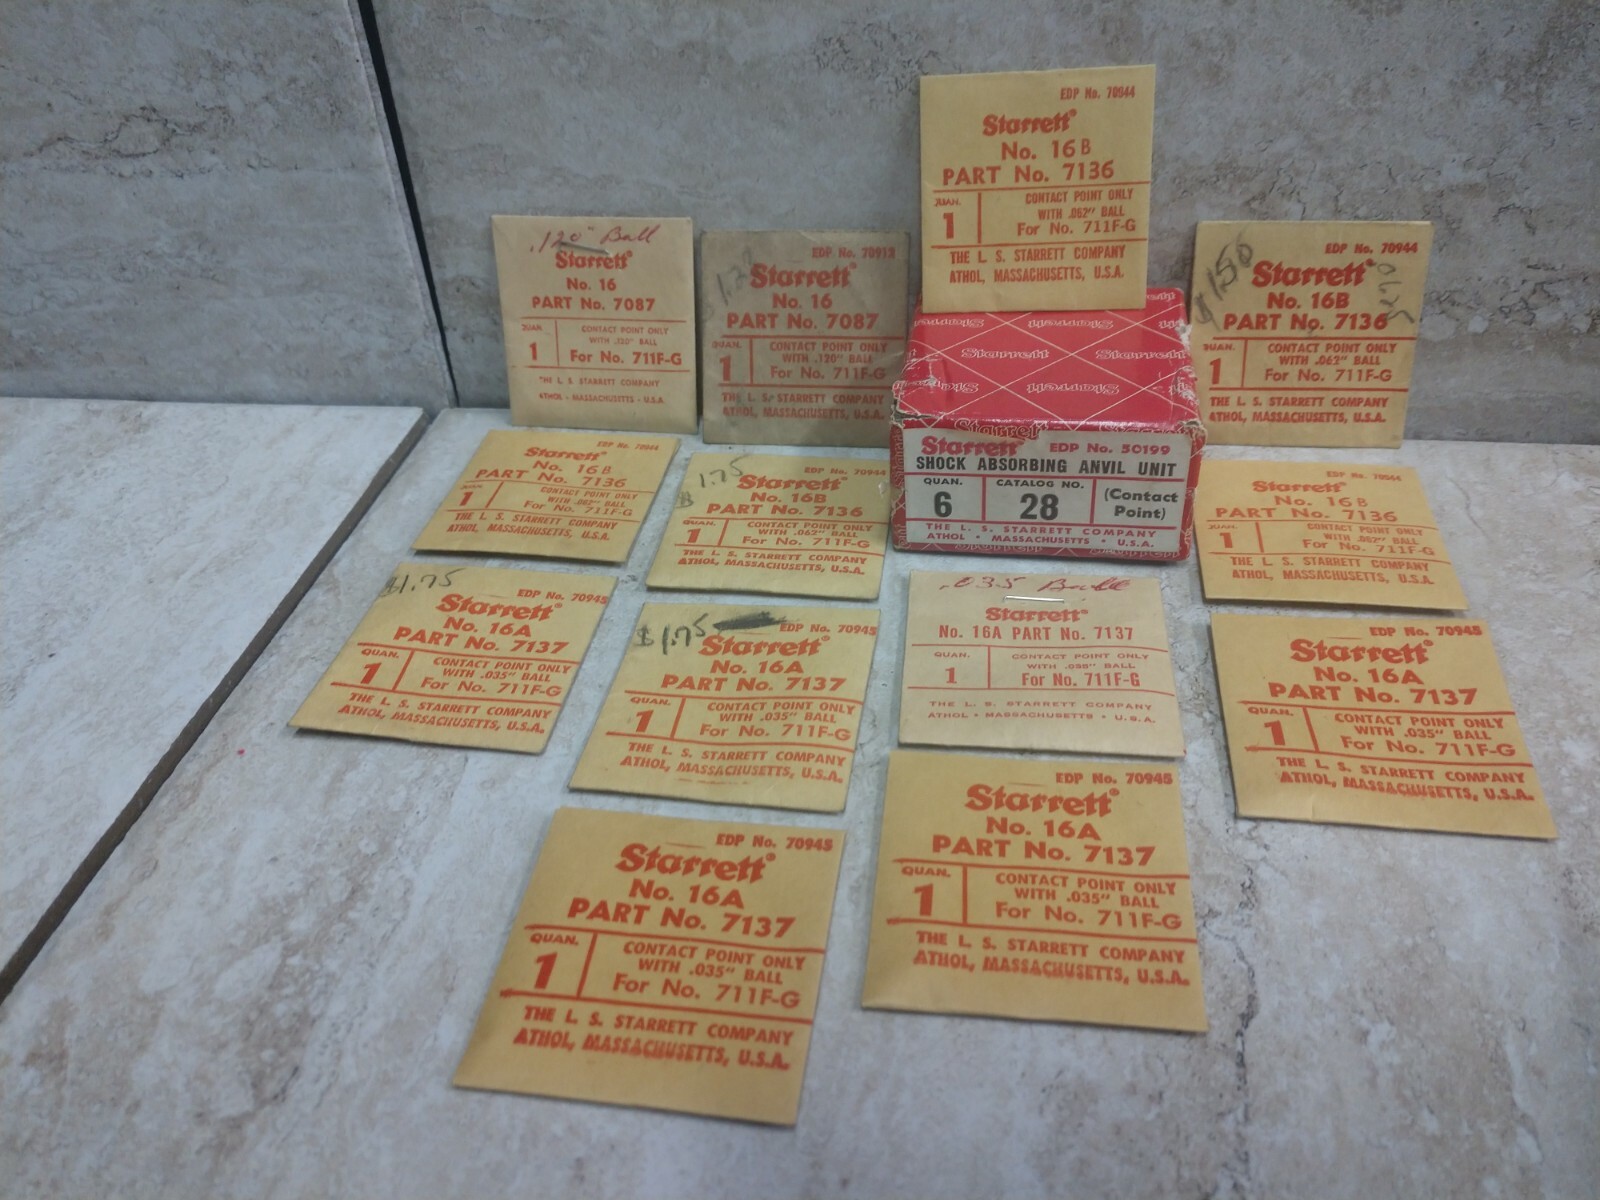 EDP No. 70944
Starrett®
No. 16B
PART No. 7136
QUAN.
1
CONTACT POINT ONLY
WITH .062" BALL
For No. 711F-G
THE L. S. STARRETT COMPANY
ATHOL, MASSACHUSETTS, U.S.A.
.120" Ball
Starrett®
No. 16
PART No. 7087
QUAN.
1
CONTACT POINT ONLY
WITH .120" BALL
For No. 711F-G
THE L. S. STARRETT COMPANY
ATHOL • MASSACHUSETTS • U.S.A.
EDP No. 70913
Starrett®
No. 16
PART No. 7087
QUAN.
1
CONTACT POINT ONLY
WITH .120" BALL
For No. 711F-G
THE L. S. STARRETT COMPANY
ATHOL, MASSACHUSETTS, U.S.A.
EDP No. 70944
$1.50
Starrett®
No. 16B
PART No. 7136
QUAN.
1
CONTACT POINT ONLY
WITH .062" BALL
For No. 711F-G
THE L. S. STARRETT COMPANY
ATHOL, MASSACHUSETTS, U.S.A.
Starrett
Starrett EDP No. 50199
SHOCK ABSORBING ANVIL UNIT
QUAN.
6
CATALOG NO.
28
(Contact
Point)
THE L. S. STARRETT COMPANY
ATHOL • MASSACHUSETTS • U.S.A.
EDP No. 70944
Starrett®
No. 16B
PART No. 7136
QUAN.
1
CONTACT POINT ONLY
WITH .062" BALL
For No. 711F-G
THE L. S. STARRETT COMPANY
ATHOL, MASSACHUSETTS, U.S.A.
$ 1.75
EDP No. 70944
Starrett®
No. 16B
PART No. 7136
QUAN.
1
CONTACT POINT ONLY
WITH .062" BALL
For No. 711F-G
THE L. S. STARRETT COMPANY
ATHOL, MASSACHUSETTS, U.S.A.
EDP No. 70944
Starrett®
No. 16B
PART No. 7136
QUAN.
1
CONTACT POINT ONLY
WITH .062" BALL
For No. 711F-G
THE L. S. STARRETT COMPANY
ATHOL, MASSACHUSETTS, U.S.A.
$1.75
EDP No. 70945
Starrett®
No. 16A
PART No. 7137
QUAN.
1
CONTACT POINT ONLY
WITH .035" BALL
For No. 711F-G
THE L. S. STARRETT COMPANY
ATHOL, MASSACHUSETTS, U.S.A.
$1.75
EDP No. 70945
Starrett®
No. 16A
PART No. 7137
QUAN.
1
CONTACT POINT ONLY
WITH .035" BALL
For No. 711F-G
THE L. S. STARRETT COMPANY
ATHOL, MASSACHUSETTS, U.S.A.
.035 Ball
Starrett®
No. 16A PART No. 7137
QUAN.
1
CONTACT POINT ONLY
BALL
For No. 711F-G
THE L. S. STARRETT COMPANY
ATHOL • MASSACHUSETTS • U.S.A.
EDP No. 70945
Starrett®
No. 16A
PART No. 7137
QUAN.
1
CONTACT POINT ONLY
WITH .035" BALL
For No. 711F-G
THE L. S. STARRETT COMPANY
ATHOL, MASSACHUSETTS, U.S.A.
EDP No. 70945
Starrett®
No. 16A
PART No. 7137
QUAN.
1
CONTACT POINT ONLY
WITH .035" BALL
For No. 711F-G
THE L. S. STARRETT COMPANY
ATHOL, MASSACHUSETTS, U.S.A.
EDP No. 70945
Starrett®
No. 16A
PART No. 7137
QUAN.
1
CONTACT POINT ONLY
WITH .035" BALL
For No. 711F-G
THE L. S. STARRETT COMPANY
ATHOL, MASSACHUSETTS, U.S.A.